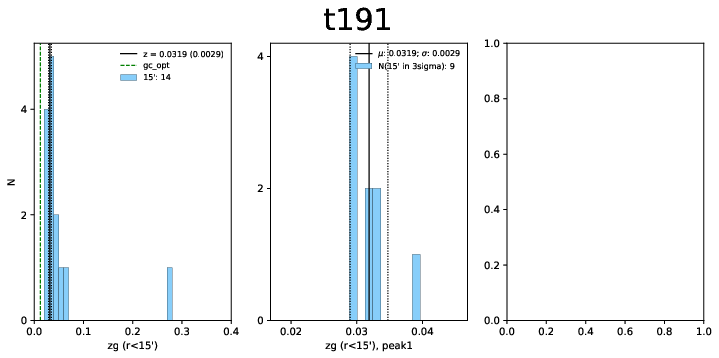 t191
z = 0.0319 (0.0029)
gc_opt
15': 14
N
4
2
0
0.0 0.1 0.2 0.3 0.4
zg (r<15')
μ: 0.0319; σ: 0.0029
N(15' in 3sigma): 9
4
2
0
0.02 0.03 0.04
zg (r<15'), peak1
1.0
0.8
0.6
0.4
0.2
0.0
0.0 0.2 0.4 0.6 0.8 1.0